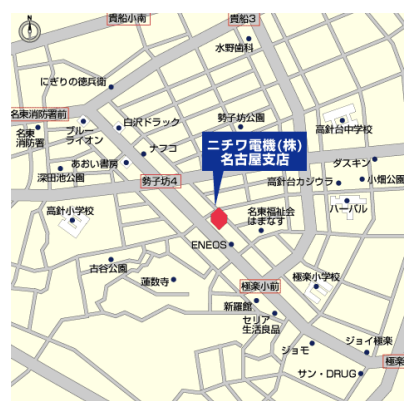 貴船小南
貴船3
N
水野歯科
にぎりの徳兵衛
名東消防署前
白沢ドラック
勢子坊公園
名東
消防署
ブルー
ライオン
高針台中学校
ナフコ
ニチワ電機(株)
名古屋支店
あおい書房
ダスキン
深田池公園
勢子坊4
高針台カジウラ
小畑公園
高針小学校
名東福祉会
はまなす
ハーバル
ENEOS
古谷公園
蓮教寺
極楽小学校
極楽小前
新羅館
セリア
生活良品
ジョモ
ジョイ極楽
極楽
サン・DRUG